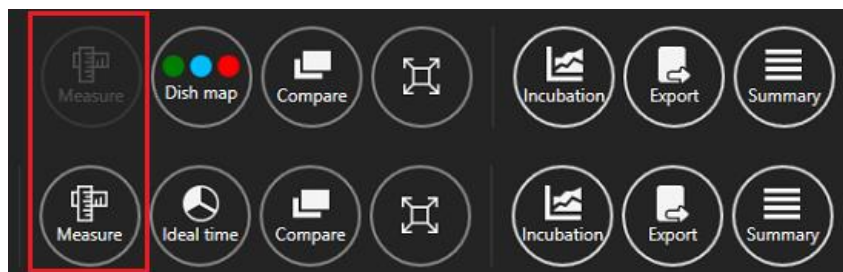 Measure
Dish map
Compare
Incubation
Export
Summary
Measure
Ideal time
Compare
Incubation
Export
Summary